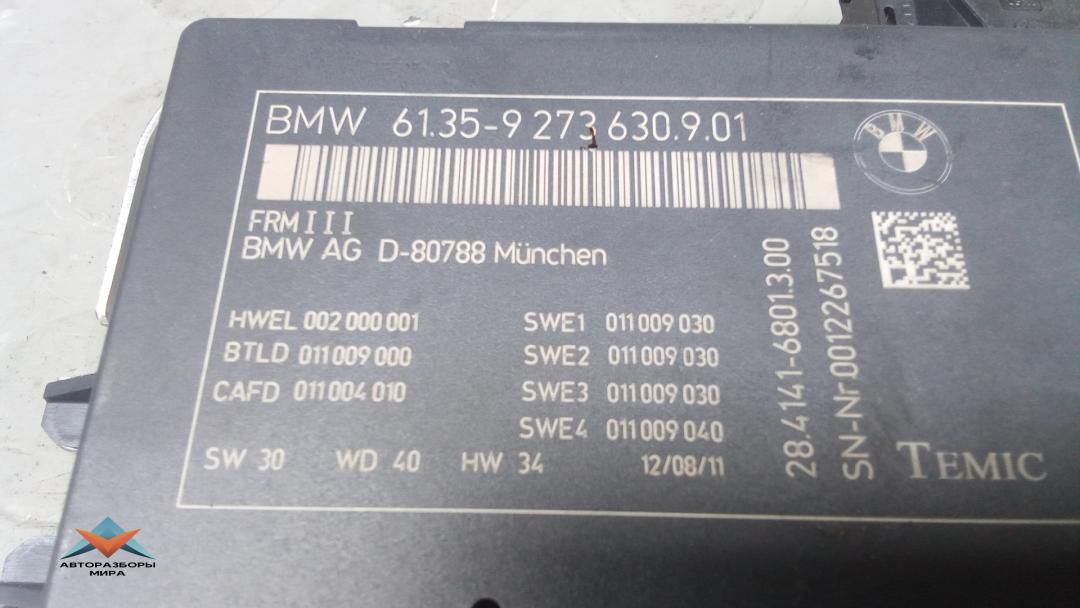 BMW 61.35-9 273 630.9.01
BMW
FRM III
BMW AG D-80788 München
HWEL 002 000 001
BTLD 011 009 000
CAFD 011 004 010
SWE1 011 009 030
SWE2 011 009 030
SWE3 011 009 030
SWE4 011 009 040
SW 30 WD 40 HW 34 12/08/11
28.4141-6801.3.00
SN-Nr 0012267518
TEMIC
АВТОРАЗБОРЫ
МИРА